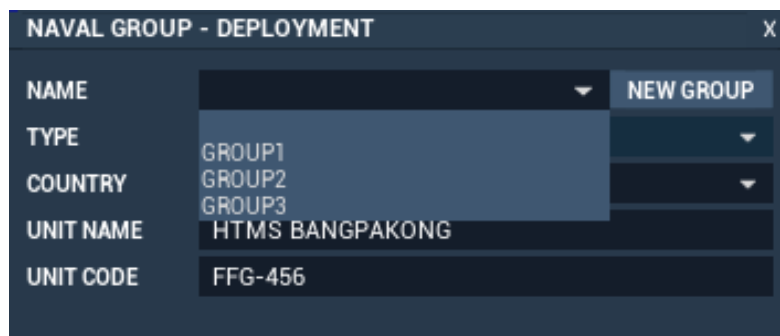 NAVAL GROUP - DEPLOYMENT X
NAME NEW GROUP
TYPE
GROUP1
COUNTRY GROUP2
GROUP3
UNIT NAME HTMS BANGPAKONG
UNIT CODE FFG-456